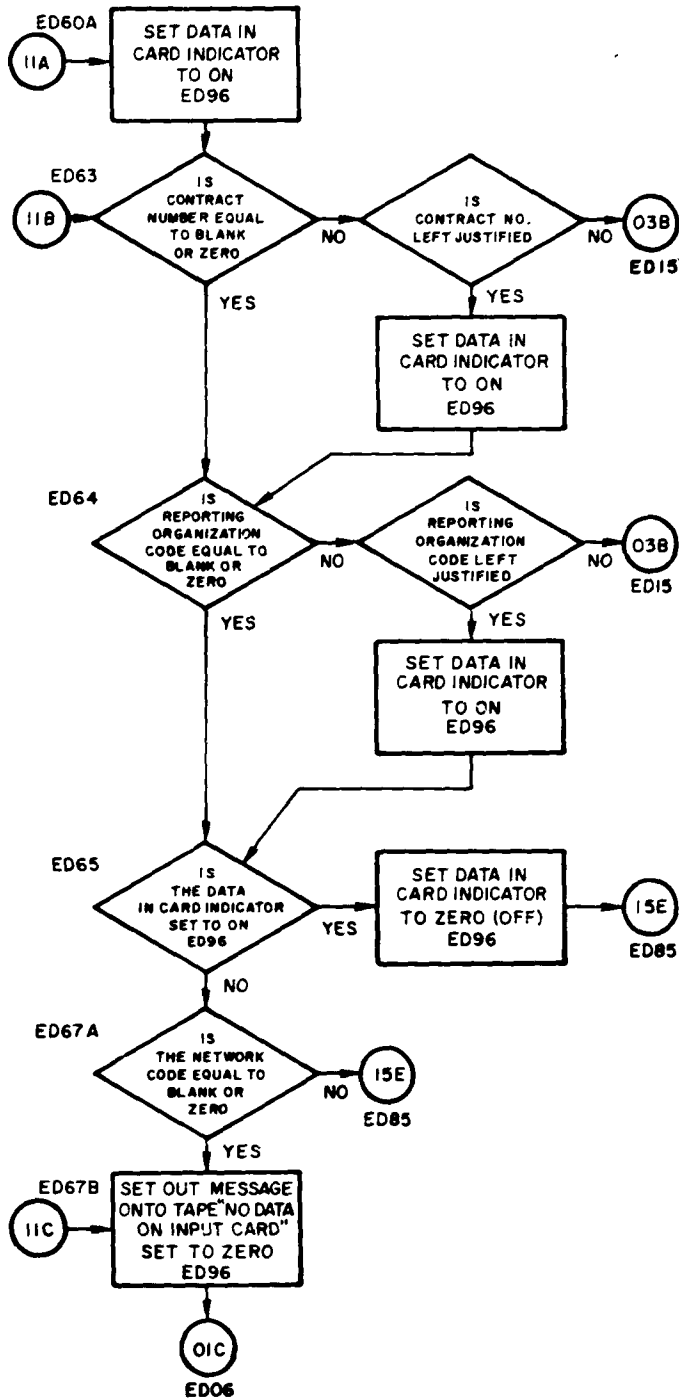 ED60A
11A
SET DATA IN
CARD INDICATOR
TO ON
ED96
ED63
11B
IS
CONTRACT
NUMBER EQUAL
TO BLANK
OR ZERO
NO
IS
CONTRACT NO.
LEFT JUSTIFIED
NO
03B
ED15
YES
YES
SET DATA IN
CARD INDICATOR
TO ON
ED96
ED64
IS
REPORTING
ORGANIZATION
CODE EQUAL TO
BLANK OR
ZERO
NO
IS
REPORTING
ORGANIZATION
CODE LEFT
JUSTIFIED
NO
03B
ED15
YES
YES
SET DATA IN
CARD INDICATOR
TO ON
ED96
ED65
IS
THE DATA
IN CARD INDICATOR
SET TO ON
ED96
YES
SET DATA IN
CARD INDICATOR
TO ZERO (OFF)
ED96
15E
ED85
NO
ED67A
IS
THE NETWORK
CODE EQUAL TO
BLANK OR
ZERO
NO
15E
ED85
YES
ED67B
11C
SET OUT MESSAGE
ONTO TAPE "NO DATA
ON INPUT CARD"
SET TO ZERO
ED96
01C
ED06